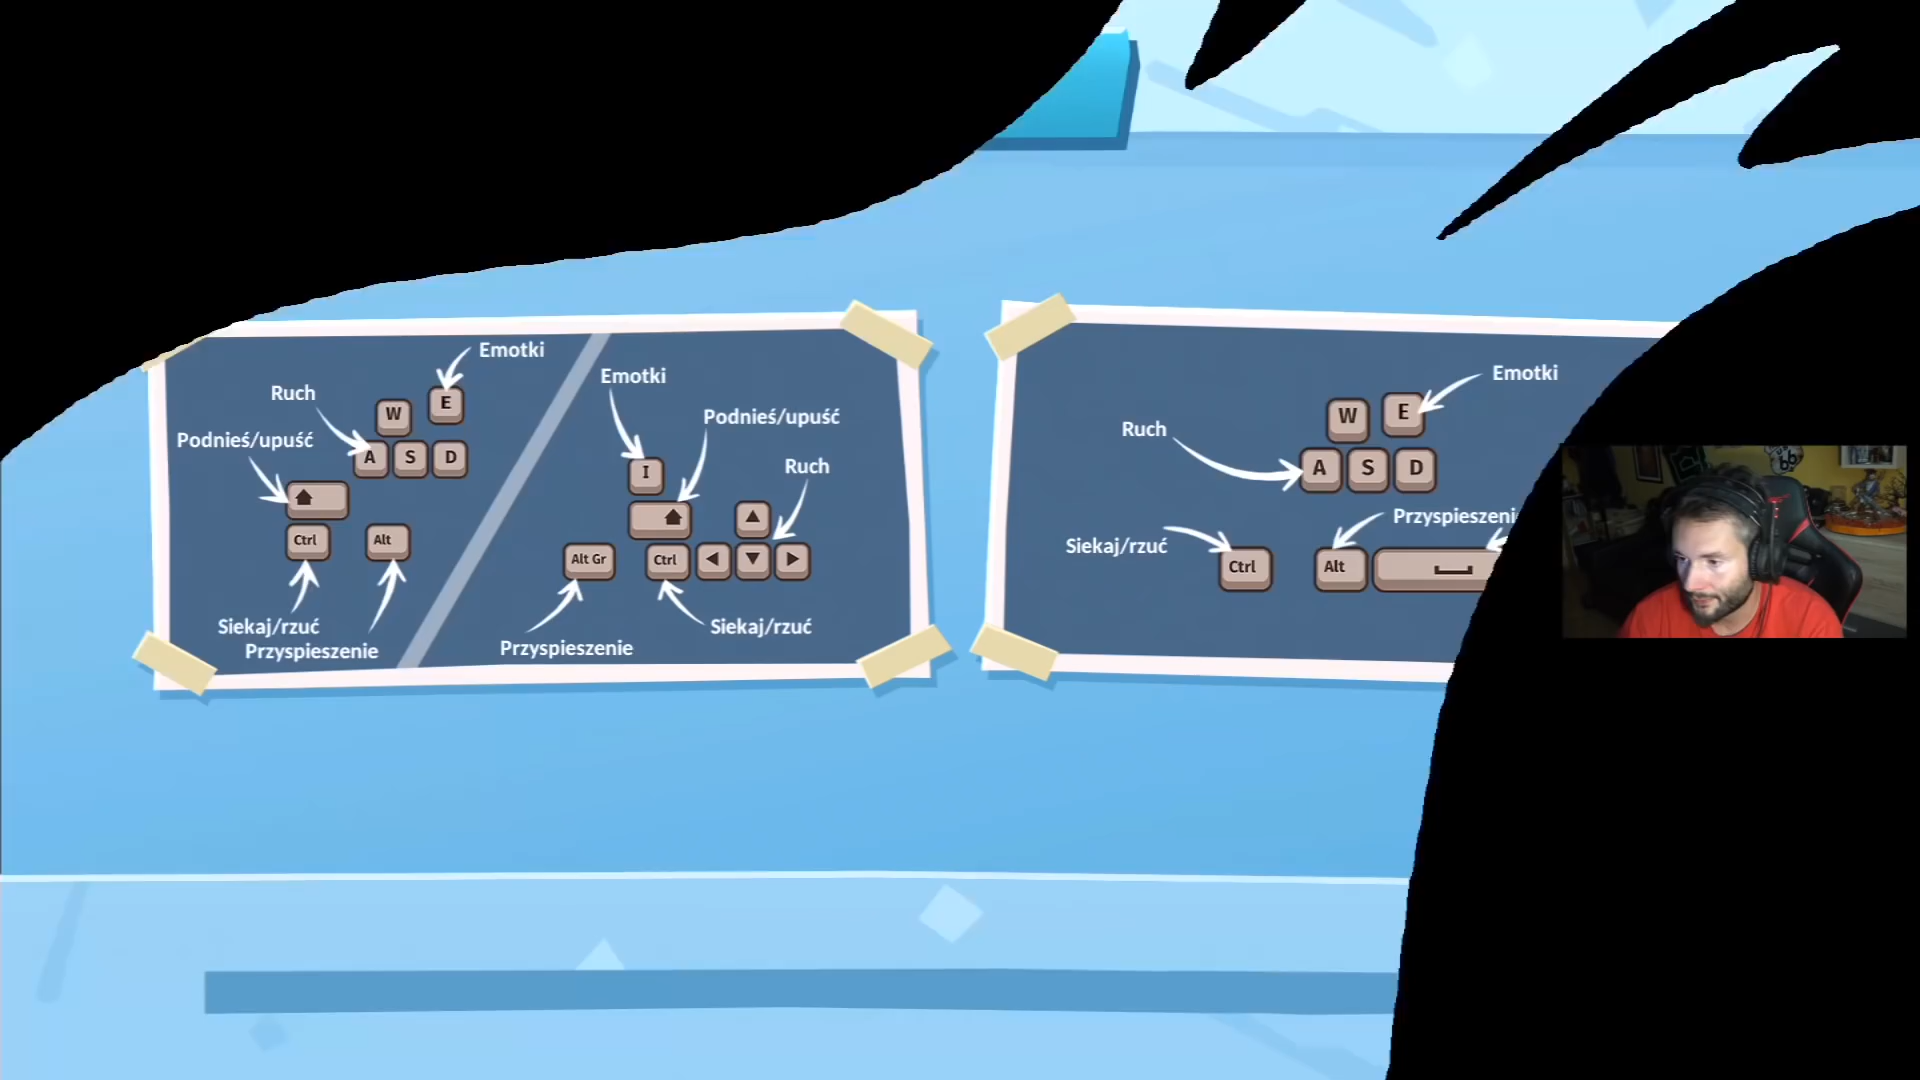 Emotki
Ruch
W
E
Podnieś/upuść
A S D
Ctrl
Alt
Siekaj/rzuć
Przyspieszenie
Emotki
Podnieś/upuść
Ruch
I
Alt Gr
Ctrl
Przyspieszenie
Siekaj/rzuć
Emotki
W
E
Ruch
A S D
Siekaj/rzuć
Ctrl
Alt
Przyspieszeni